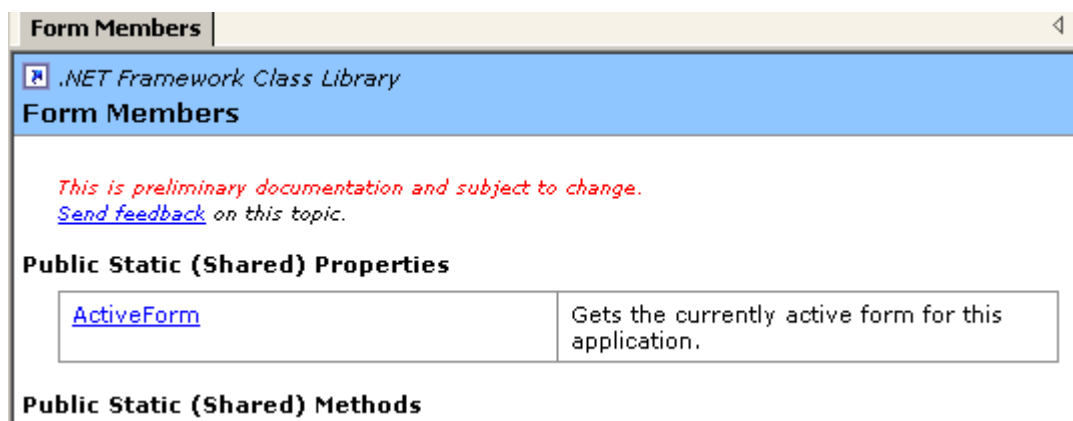 Form Members
.NET Framework Class Library
Form Members
This is preliminary documentation and subject to change.
Send feedback on this topic.
Public Static (Shared) Properties
ActiveForm
Gets the currently active form for this
application.
Public Static (Shared) Methods